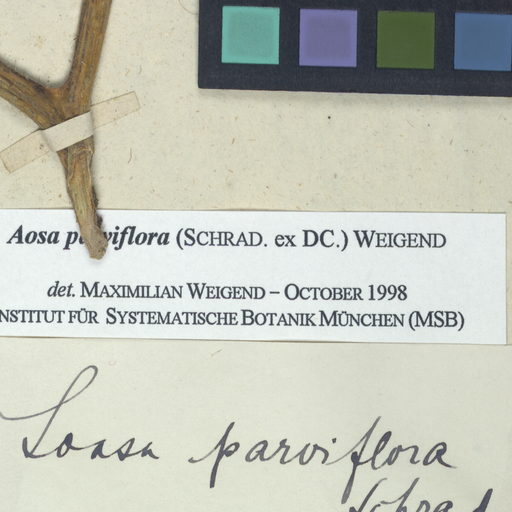 Aosa parviflora (SCHRAD. ex DC.) WEIGEND
det. MAXIMILIAN WEIGEND – OCTOBER 1998
NSTITUT FÜR SYSTEMATISCHE BOTANIK MÜNCHEN (MSB)
Loasa parviflora
Schrad